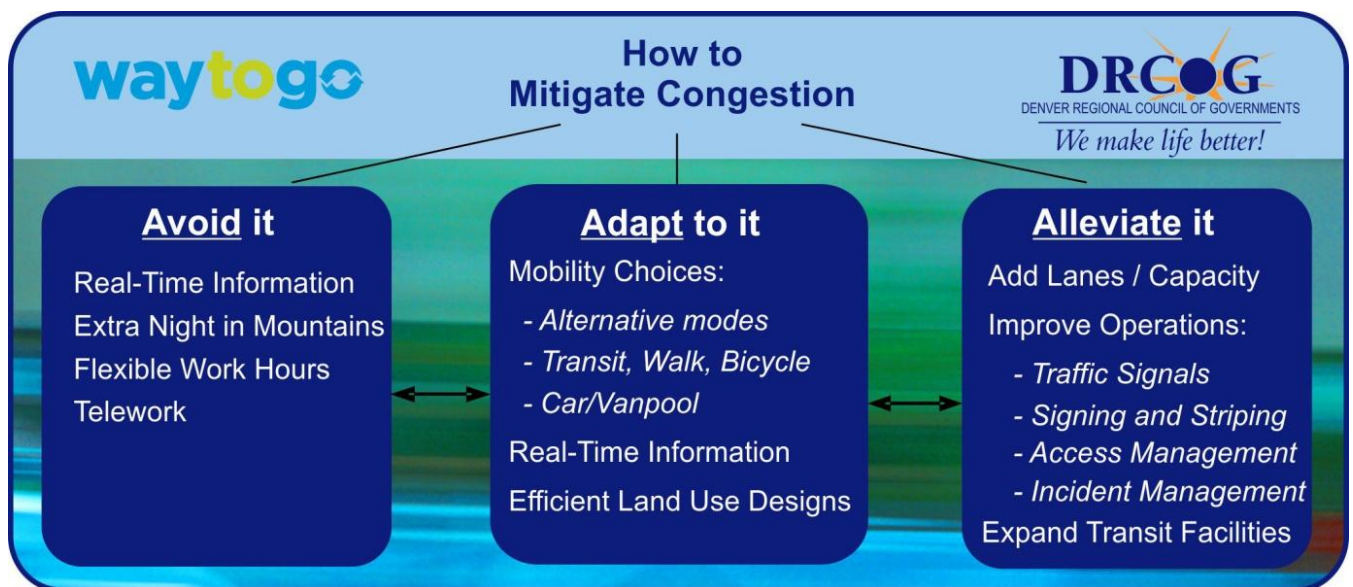 waytogo
How to
Mitigate Congestion
DRCOG
DENVER REGIONAL COUNCIL OF GOVERNMENTS
We make life better!
Avoid it
Real-Time Information
Extra Night in Mountains
Flexible Work Hours
Telework
Adapt to it
Mobility Choices:
- Alternative modes
- Transit, Walk, Bicycle
- Car/Vanpool
Real-Time Information
Efficient Land Use Designs
Alleviate it
Add Lanes / Capacity
Improve Operations:
- Traffic Signals
- Signing and Striping
- Access Management
- Incident Management
Expand Transit Facilities